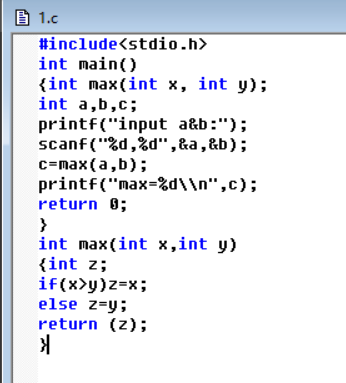 1.c
#include<stdio.h>
int main()
{int max(int x, int y);
int a,b,c;
printf("input a&b:");
scanf("%d,%d",&a,&b);
c=max(a,b);
printf("max=%d\\n",c);
return 0;
}
int max(int x,int y)
{int z;
if(x>y)z=x;
else z=y;
return (z);
}